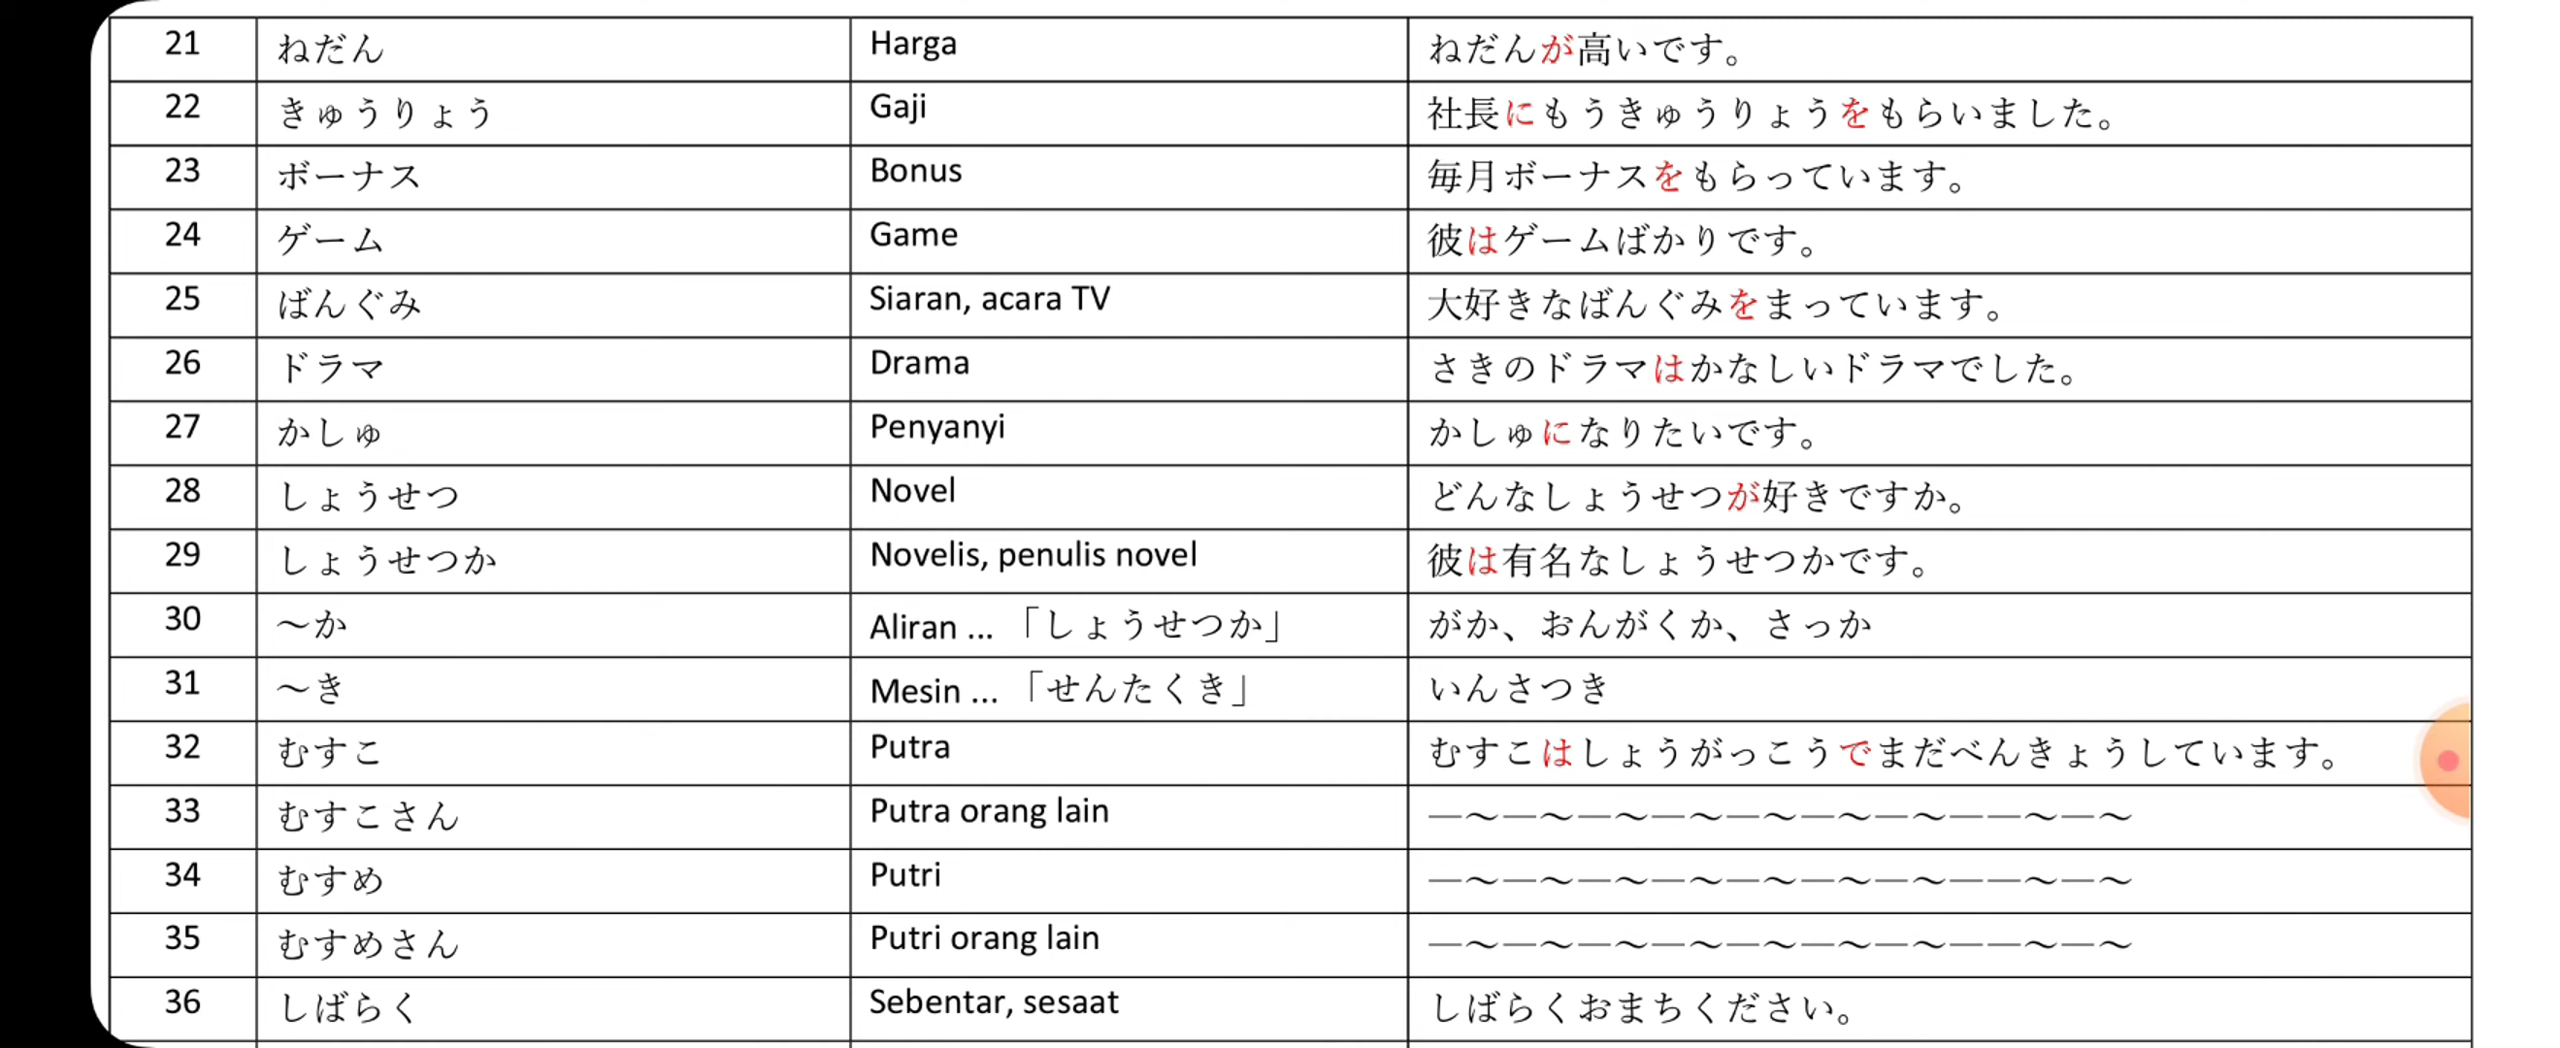 21 ねだん Harga ねだんが高いです。
22 きゅうりょう Gaji 社長にもうきゅうりょうをもらいました。
23 ボーナス Bonus 毎月ボーナスをもらっています。
24 ゲーム Game 彼はゲームばかりです。
25 ばんぐみ Siaran, acara TV 大好きなばんぐみをまっています。
26 ドラマ Drama さきのドラマはかなしいドラマでした。
27 かしゅ Penyanyi かしゅになりたいです。
28 しょうせつ Novel どんなしょうせつが好きですか。
29 しょうせつか Novelis, penulis novel 彼は有名なしょうせつかです。
30 ～か Aliran ... 「しょうせつか」 がか、おんがくか、さっか
31 ～き Mesin ... 「せんたくき」 いんさつき
32 むすこ Putra むすこはしょうがっこうでまだべんきょうしています。
33 むすこさん Putra orang lain ―～―～―～―～―～―～―～――～―～
34 むすめ Putri ―～―～―～―～―～―～―～――～―～
35 むすめさん Putri orang lain ―～―～―～―～―～―～―～――～―～
36 しばらく Sebentar, sesaat しばらくおまちください。